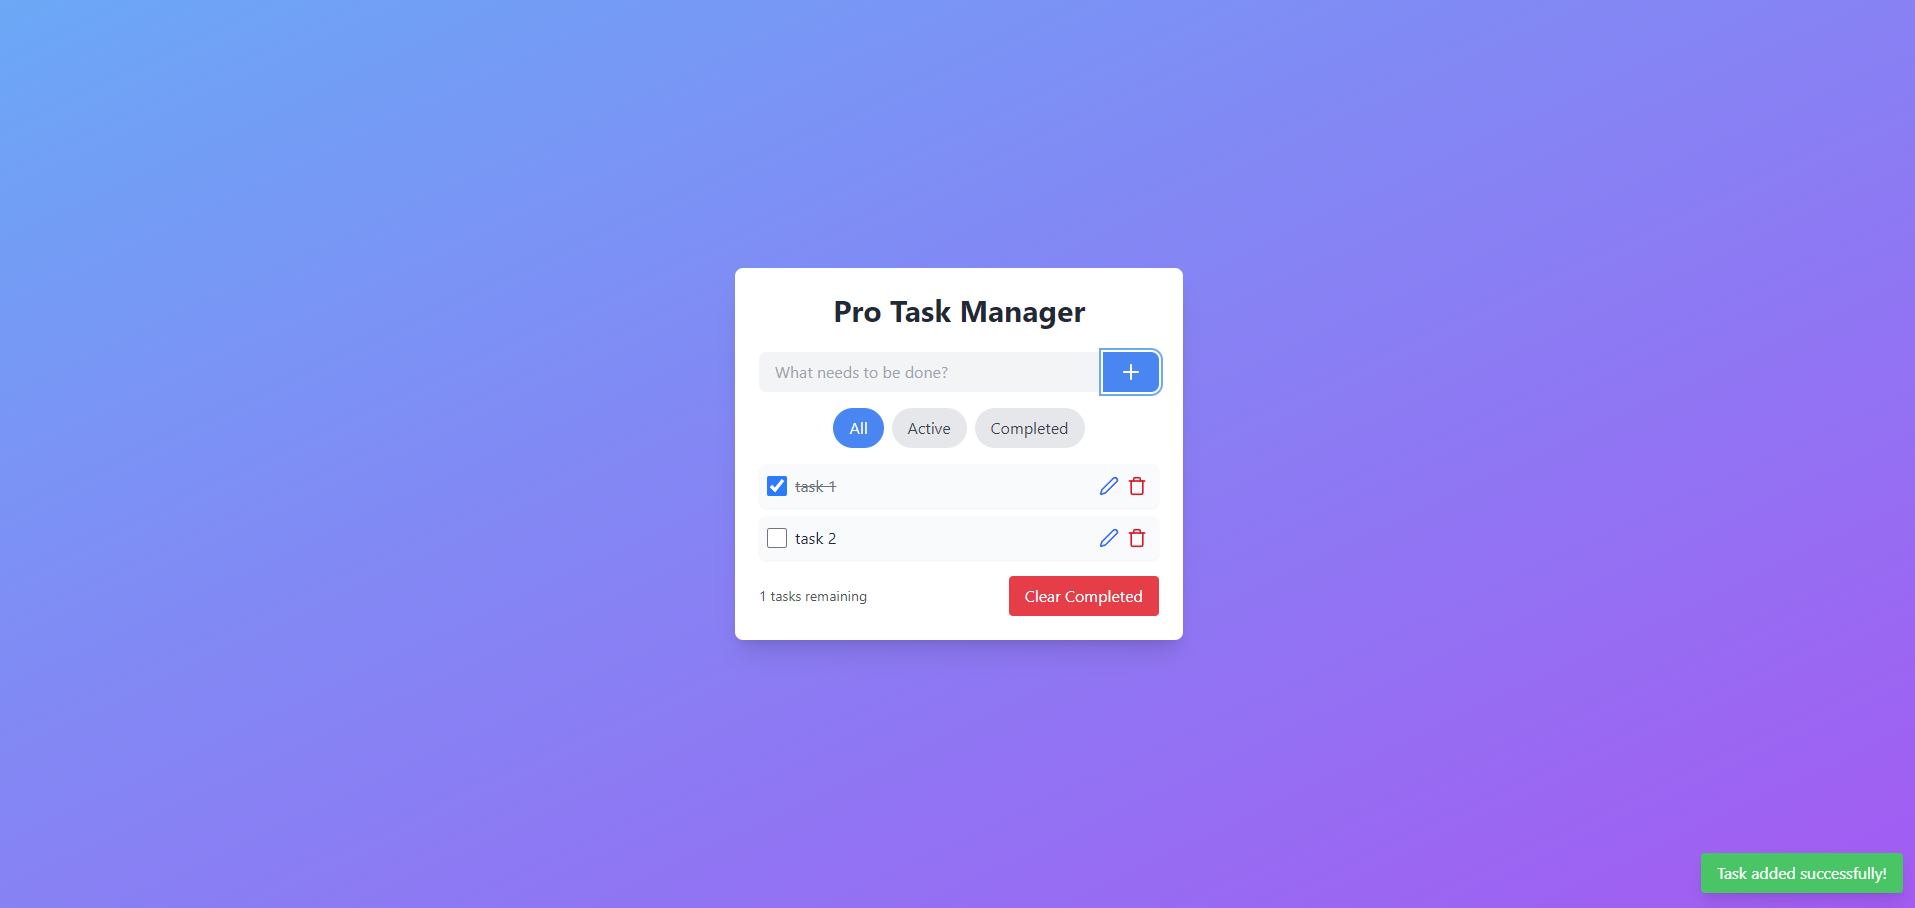 Pro Task Manager
What needs to be done?
All
Active
Completed
task 1
task 2
1 tasks remaining
Clear Completed
Task added successfully!